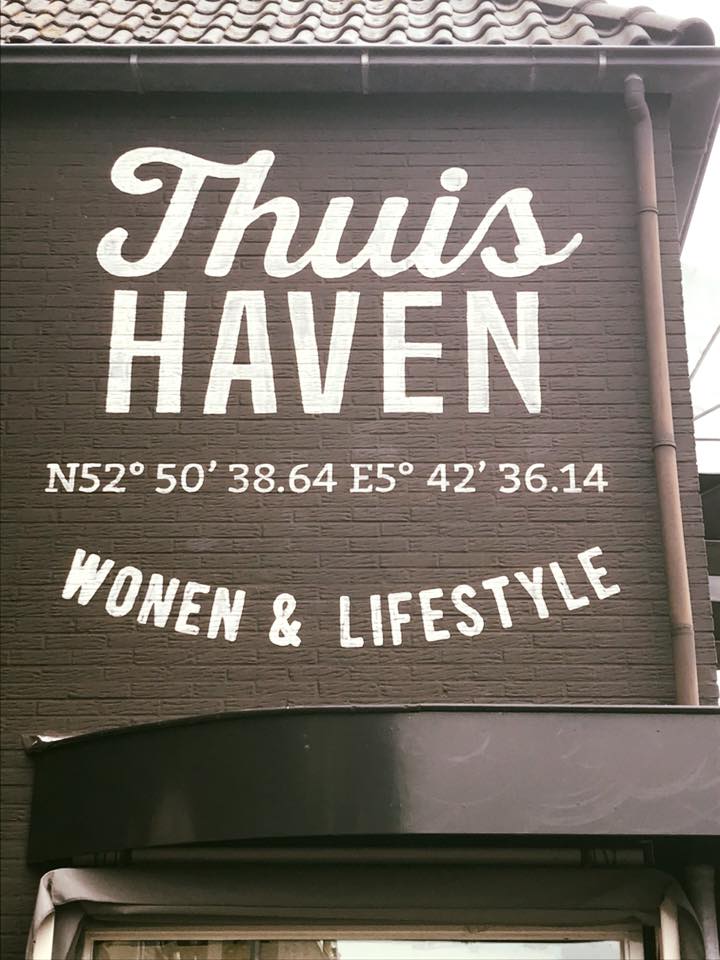 Thuis
HAVEN
N52° 50' 38.64 E5° 42' 36.14
WONEN & LIFESTYLE